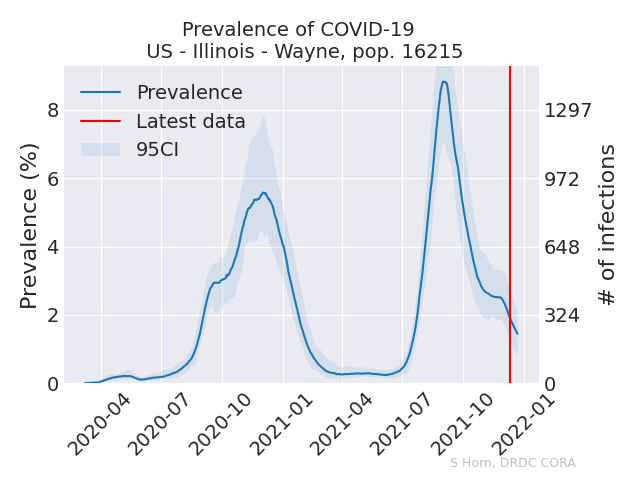 Prevalence of COVID-19
US - Illinois - Wayne, pop. 16215
Prevalence
Latest data
95CI
Prevalence (%)
8
6
4
2
0
1297
972
648
324
0
# of infections
2020-04
2020-07
2020-10
2021-01
2021-04
2021-07
2021-10
2022-01
S Horn, DRDC CORA